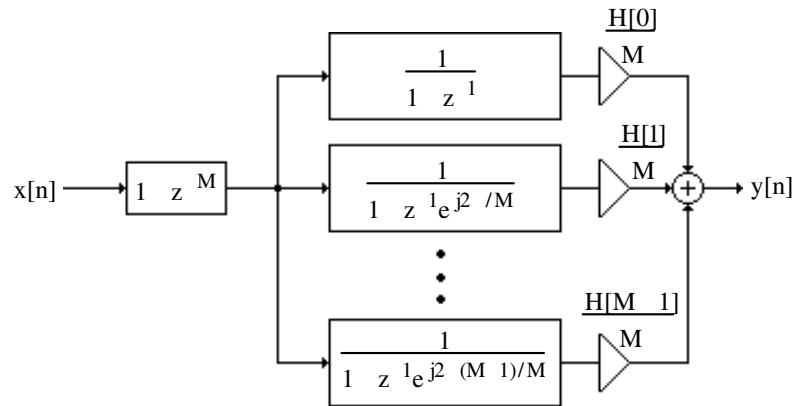 H[0]
M
1
1 z 1
x[n]
1 z M
H[1]
M
1
1 z 1e j2 /M
y[n]
H[M 1]
M
1
1 z 1e j2 (M 1)/M